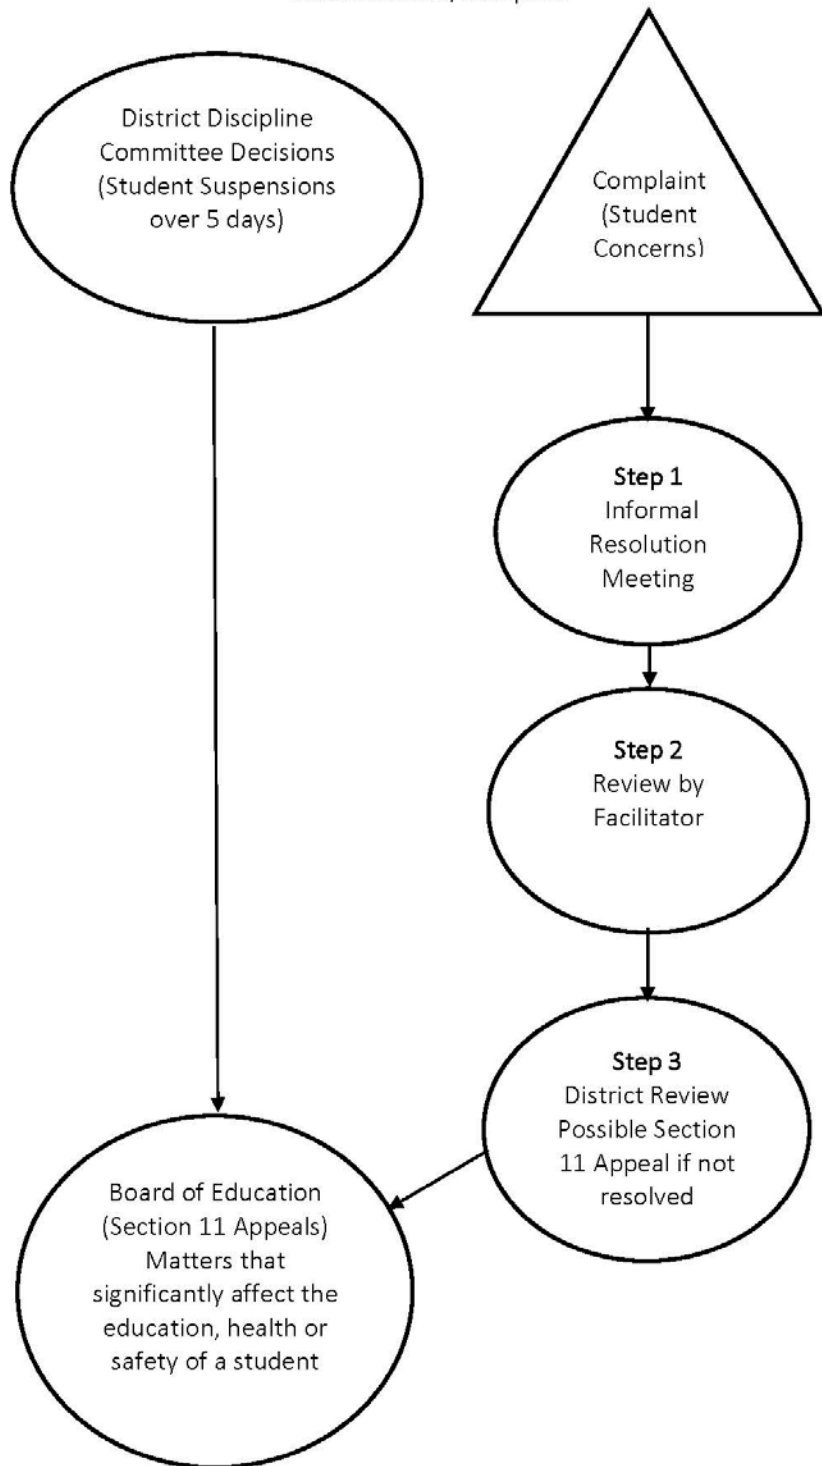 District Discipline
Committee Decisions
(Student Suspensions
over 5 days)
Complaint
(Student
Concerns)
Step 1
Informal
Resolution
Meeting
Step 2
Review by
Facilitator
Step 3
District Review
Possible Section
11 Appeal if not
resolved
Board of Education
(Section 11 Appeals)
Matters that
significantly affect the
education, health or
safety of a student